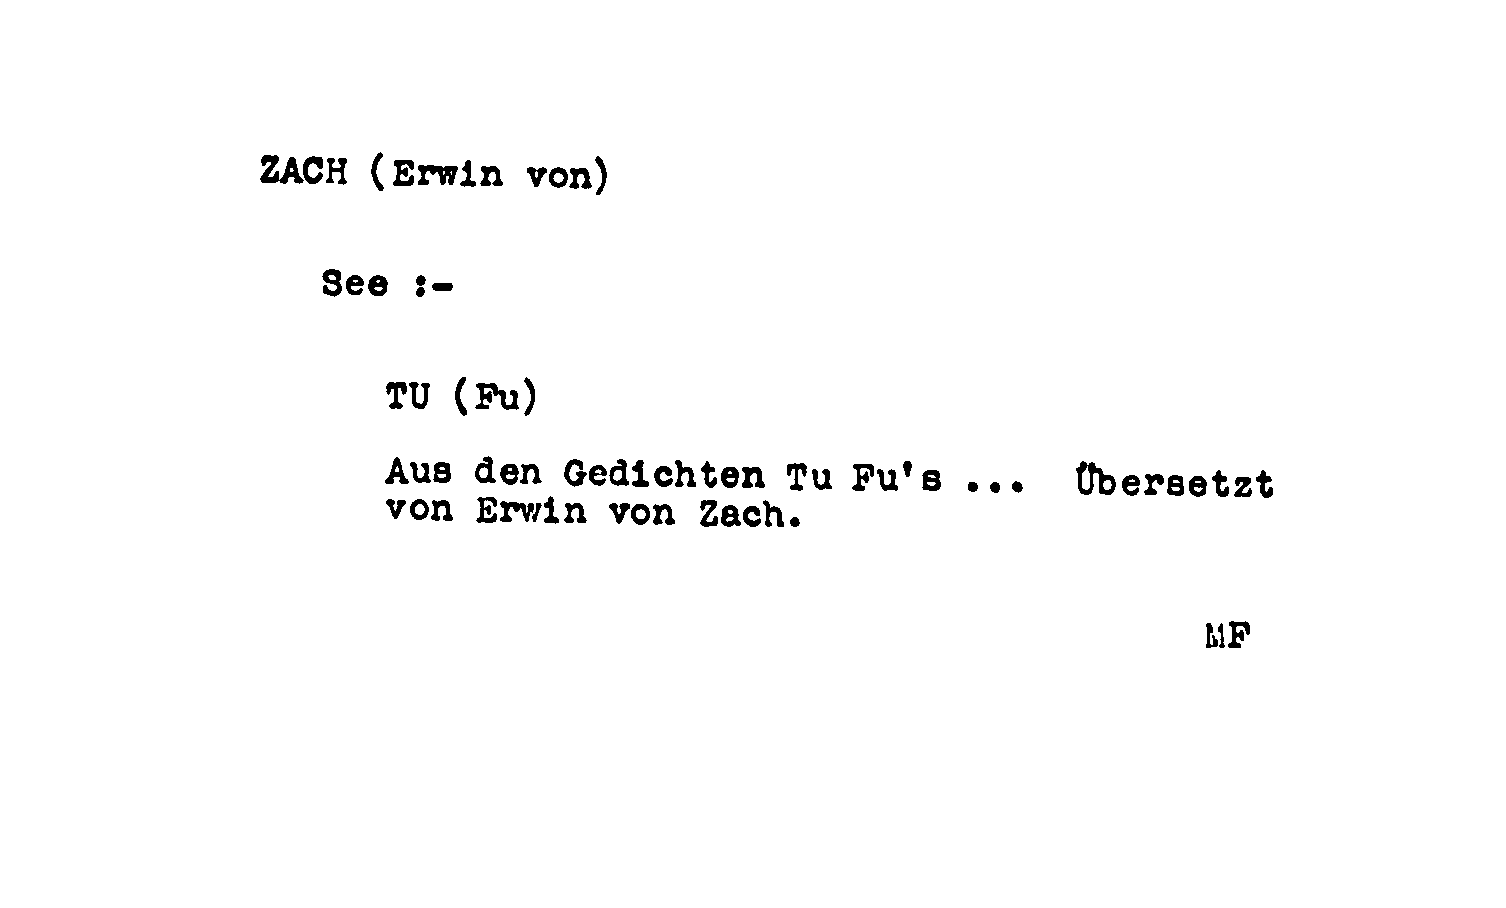 ZACH (Erwin von)
See :-
TU (Fu)
Aus den Gedichten Tu Fu's ... Übersetzt
von Erwin von Zach.
MF